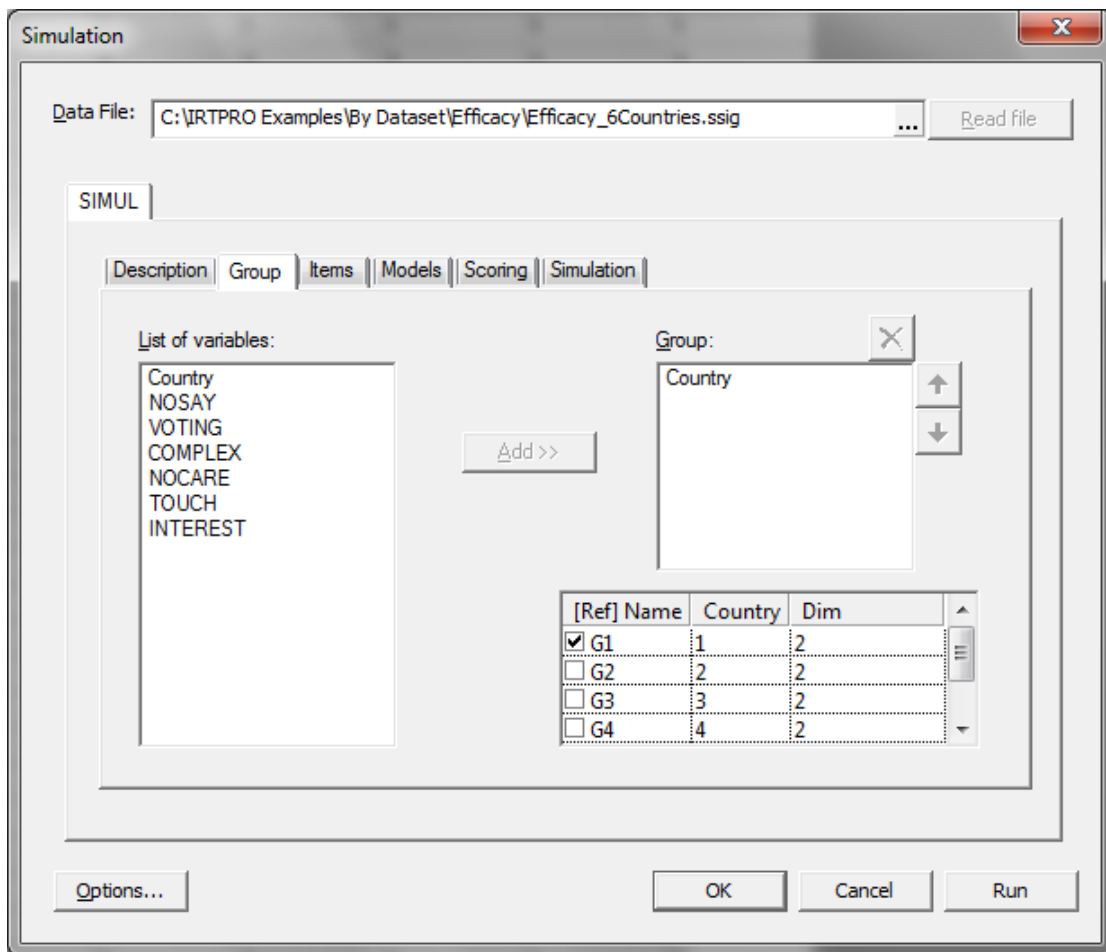 Simulation
Data File: C:\IRTPRO Examples\By Dataset\Efficacy\Efficacy_6Countries.ssig ... Read file
SIMUL
Description Group Items Models Scoring Simulation
List of variables:
Country
NOSAY
VOTING
COMPLEX
NOCARE
TOUCH
INTEREST
Add >>
Group:
Country
[Ref] Name Country Dim
G1 1 2
G2 2 2
G3 3 2
G4 4 2
Options... OK Cancel Run